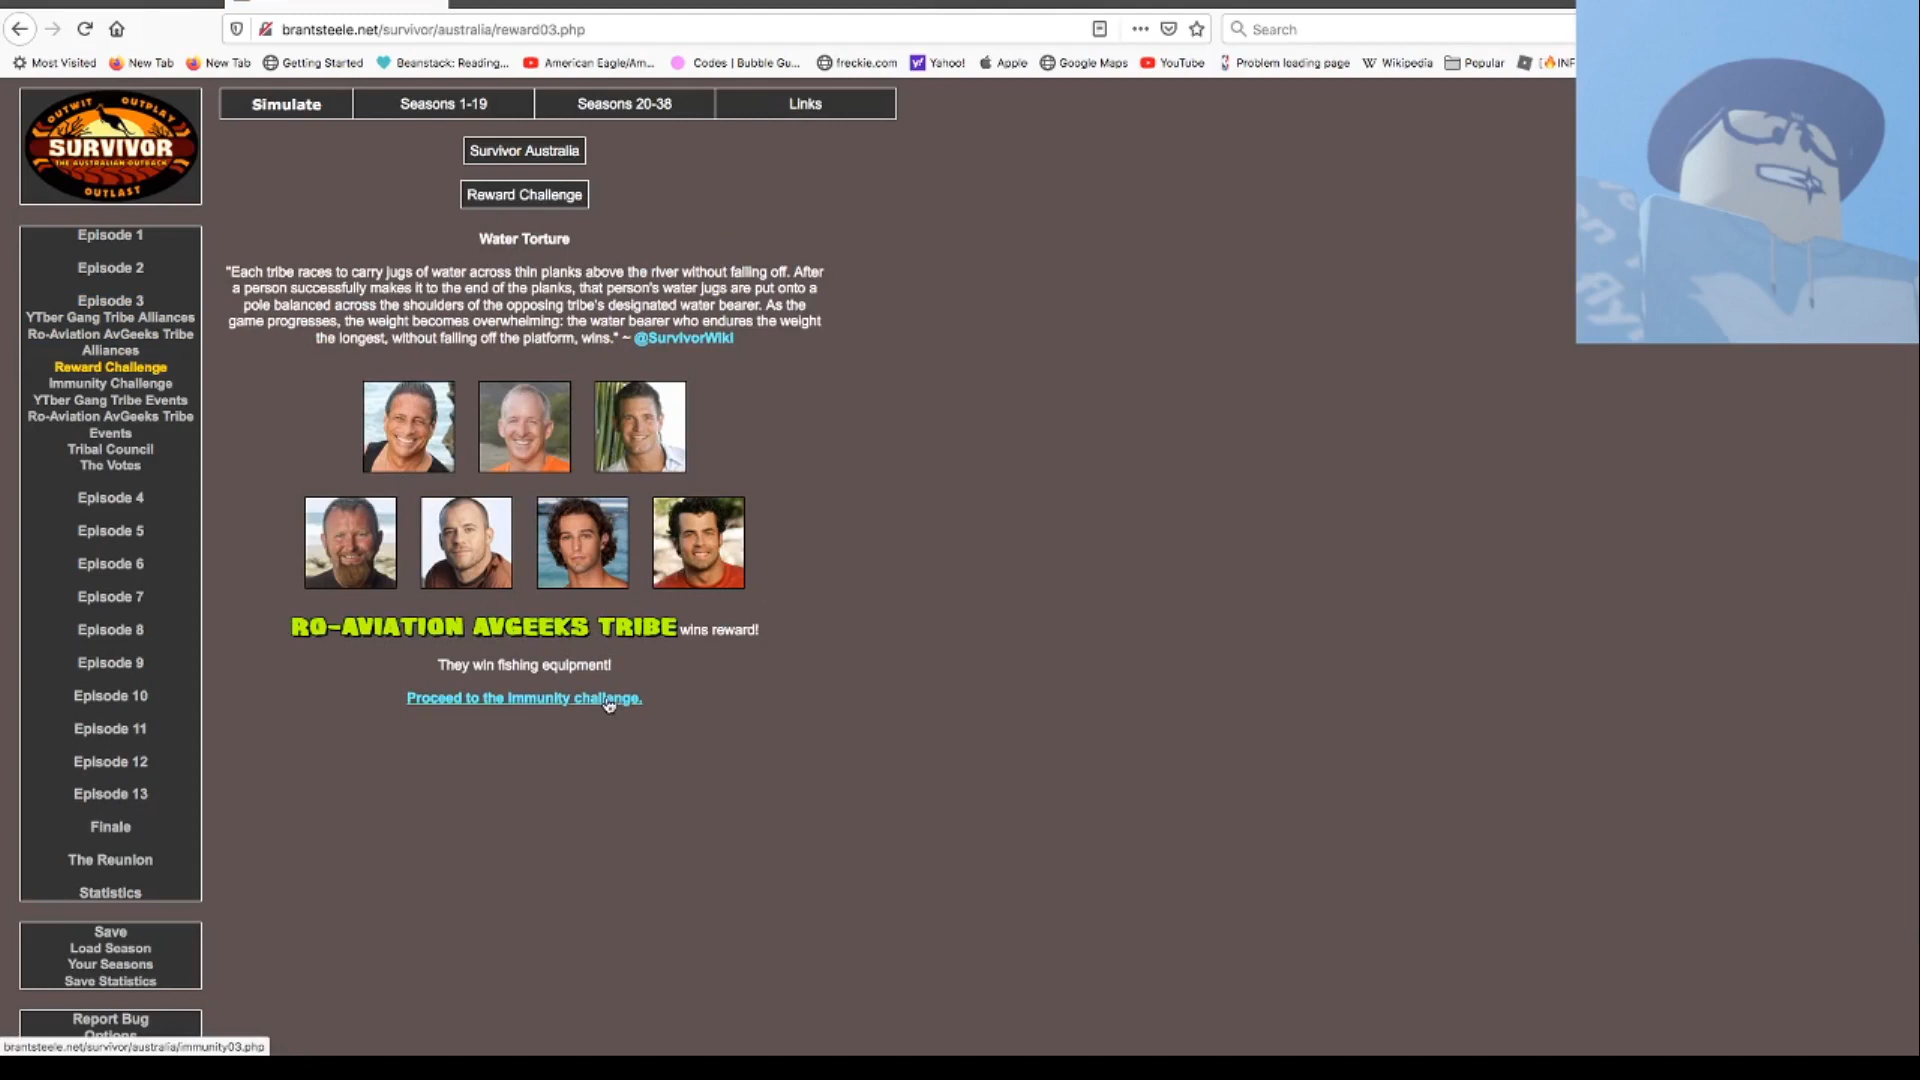 brantsteele.net/survivor/australia/reward03.php
Search
Most Visited
New Tab
New Tab
Getting Started
Beanstack: Reading...
American Eagle/Am...
Codes | Bubble Gu...
freckie.com
Yahoo!
Apple
Google Maps
YouTube
Problem loading page
Wikipedia
Popular
OUTWIT OUTPLAY
SURVIVOR
THE AUSTRALIAN OUTBACK
OUTLAST
Simulate
Seasons 1-19
Seasons 20-38
Links
Survivor Australia
Reward Challenge
Water Torture
"Each tribe races to carry jugs of water across thin planks above the river without falling off. After
a person successfully makes it to the end of the planks, that person's water jugs are put onto a
pole balanced across the shoulders of the opposing tribe's designated water bearer. As the
game progresses, the weight becomes overwhelming: the water bearer who endures the weight
the longest, without falling off the platform, wins." ~ @SurvivorWiki
RO-AVIATION AVGEEKS TRIBE wins reward!
They win fishing equipment!
Proceed to the immunity challenge.
Episode 1
Episode 2
Episode 3
YTber Gang Tribe Alliances
Ro-Aviation AvGeeks Tribe
Alliances
Reward Challenge
Immunity Challenge
YTber Gang Tribe Events
Ro-Aviation AvGeeks Tribe
Events
Tribal Council
The Votes
Episode 4
Episode 5
Episode 6
Episode 7
Episode 8
Episode 9
Episode 10
Episode 11
Episode 12
Episode 13
Finale
The Reunion
Statistics
Save
Load Season
Your Seasons
Save Statistics
Report Bug
Options
brantsteele.net/survivor/australia/immunity03.php